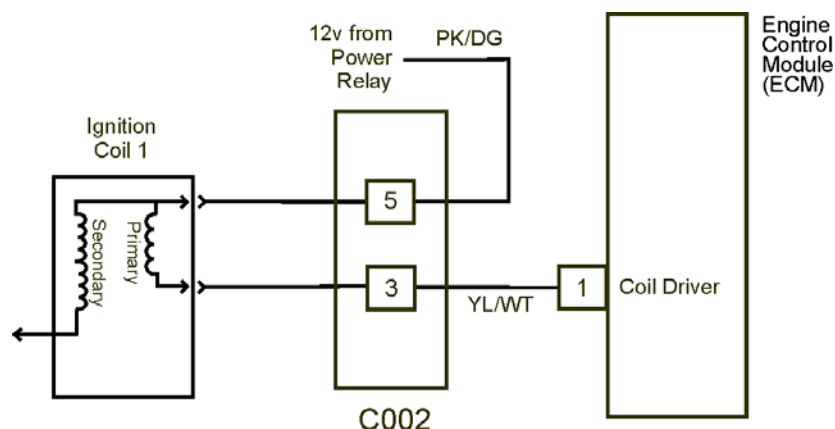 12v from
Power
Relay
PK/DG
Engine
Control
Module
(ECM)
Ignition
Coil 1
5
Secondary
Primary
3
1
Coil Driver
YL/WT
C002